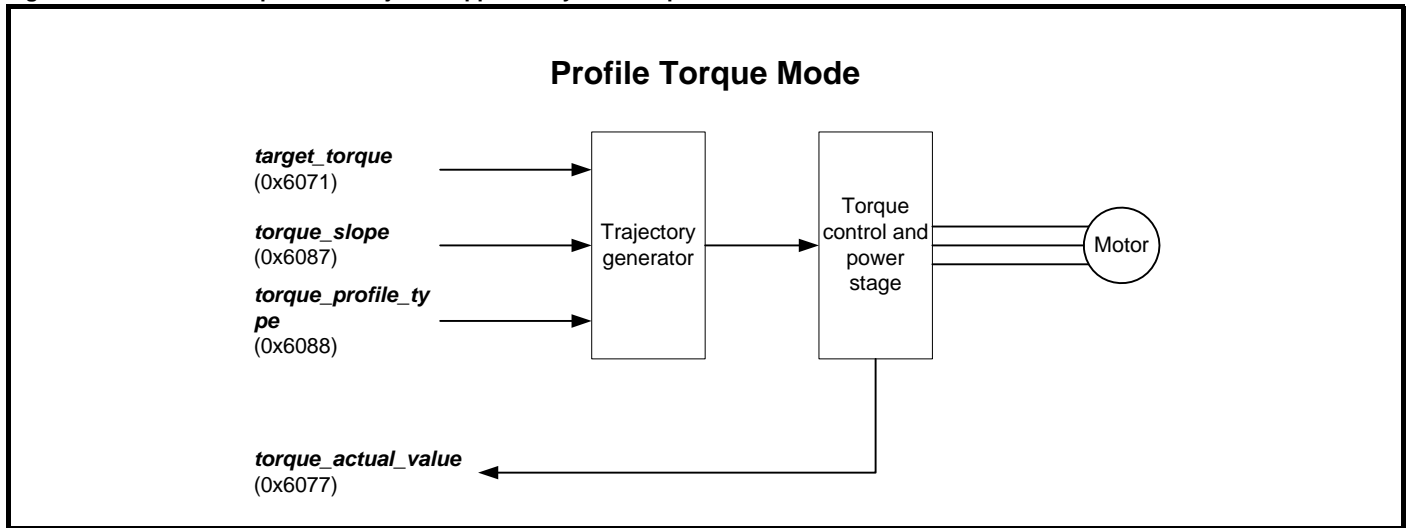 Profile Torque Mode
target_torque
(0x6071)
torque_slope
(0x6087)
torque_profile_ty
pe
(0x6088)
Trajectory
generator
Torque
control and
power
stage
Motor
torque_actual_value
(0x6077)